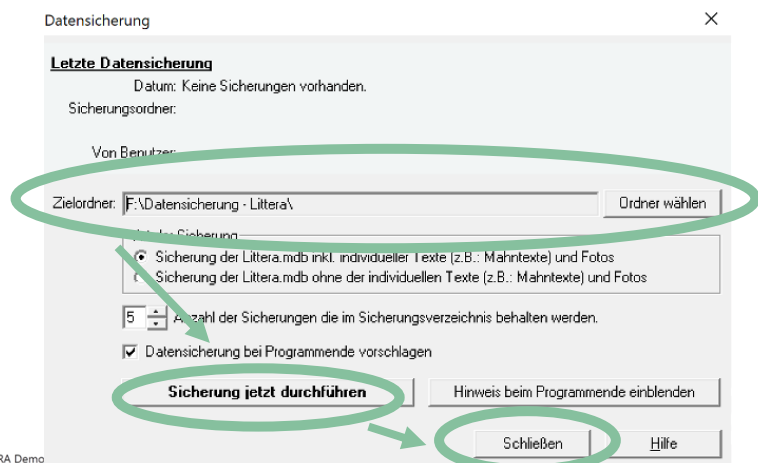 Datensicherung
Letzte Datensicherung
Datum: Keine Sicherungen vorhanden.
Sicherungsordner:
Von Benutzer:
Zielordner: F:\Datensicherung - Littera\ Ordner wählen
Sicherung
Sicherung der Littera.mdb inkl. individueller Texte (z.B.: Mahntexte) und Fotos
Sicherung der Littera.mdb ohne der individuellen Texte (z.B.: Mahntexte) und Fotos
5 Anzahl der Sicherungen die im Sicherungsverzeichnis behalten werden.
Datensicherung bei Programmende vorschlagen
Sicherung jetzt durchführen Hinweis beim Programmende einblenden
Schließen Hilfe
RA Demo